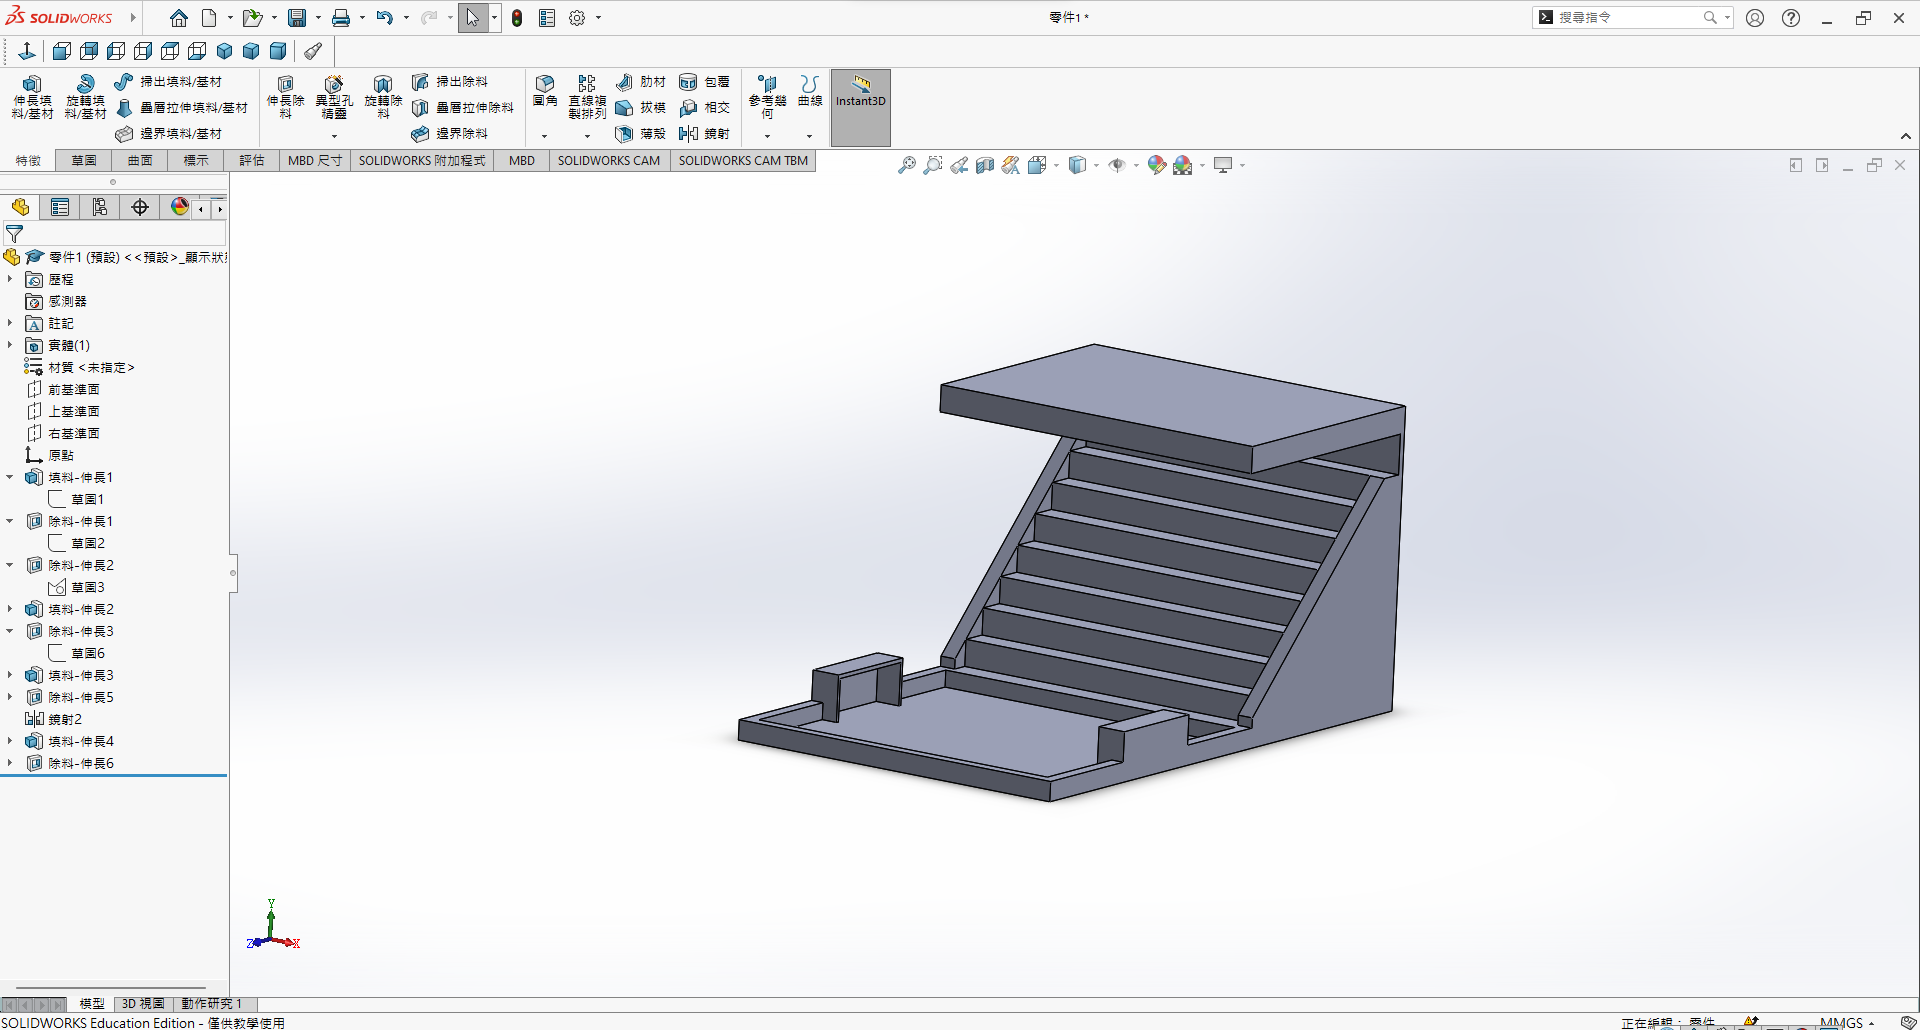 SOLIDWORKS
零件1 *
搜尋指令
伸長填料/基材
旋轉填料/基材
掃出填料/基材
疊層拉伸填料/基材
邊界填料/基材
伸長除料
異型孔精靈
旋轉除料
掃出除料
疊層拉伸除料
邊界除料
圓角
直線複製排列
肋材
拔模
薄殼
包覆
相交
鏡射
參考幾何
曲線
Instant3D
特徵
草圖
曲面
標示
評估
MBD 尺寸
SOLIDWORKS 附加程式
MBD
SOLIDWORKS CAM
SOLIDWORKS CAM TBM
零件1 (預設) <<預設>_顯示狀
歷程
感測器
註記
實體(1)
材質 <未指定>
前基準面
上基準面
右基準面
原點
填料-伸長1
草圖1
除料-伸長1
草圖2
除料-伸長2
草圖3
填料-伸長2
除料-伸長3
草圖6
填料-伸長3
除料-伸長5
鏡射2
填料-伸長4
除料-伸長6
Y
Z
X
模型
3D 視圖
動作研究 1
SOLIDWORKS Education Edition - 僅供教學使用
正在編輯： 零件
MMGS